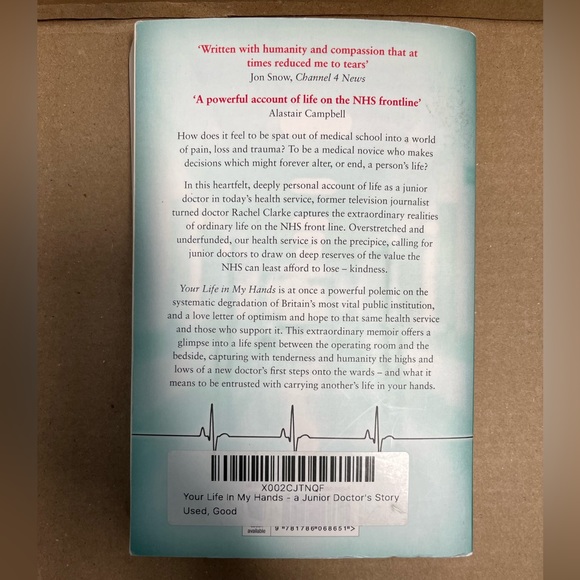 ‘Written with humanity and compassion that at
times reduced me to tears’
Jon Snow, Channel 4 News
‘A powerful account of life on the NHS frontline’
Alastair Campbell
How does it feel to be spat out of medical school into a world
of pain, loss and trauma? To be a medical novice who makes
decisions which might forever alter, or end, a person’s life?
In this heartfelt, deeply personal account of life as a junior
doctor in today’s health service, former television journalist
turned doctor Rachel Clarke captures the extraordinary realities
of ordinary life on the NHS front line. Overstretched and
underfunded, our health service is on the precipice, calling for
junior doctors to draw on deep reserves of the value the
NHS can least afford to lose – kindness.
Your Life in My Hands is at once a powerful polemic on the
systematic degradation of Britain’s most vital public institution,
and a love letter of optimism and hope to that same health service
and those who support it. This extraordinary memoir offers a
glimpse into a life spent between the operating room and the
bedside, capturing with tenderness and humanity the highs and
lows of a new doctor’s first steps onto the wards – and what it
means to be entrusted with carrying another’s life in your hands.
X002CJTNQF
Your Life in My Hands - a Junior Doctor's Story
Used, Good
available
9 781786 068651 >